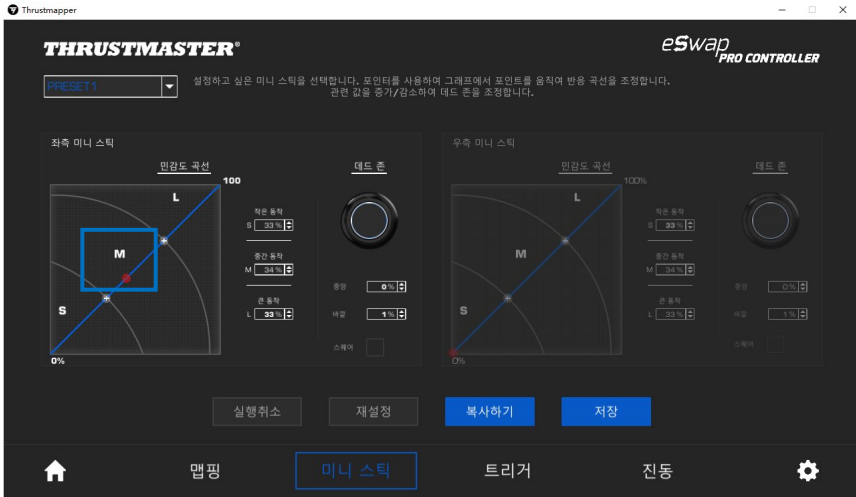 Thrustmapper
THRUSTMASTER®
eSwap
PRO CONTROLLER
PRESET1
설정하고 싶은 미니 스틱을 선택합니다. 포인터를 사용하여 그래프에서 포인트를 움직여 반응 곡선을 조정합니다.
관련 값을 증가/감소하여 데드 존을 조정합니다.
좌측 미니 스틱
민감도 곡선
데드 존
100
L
M
S
0%
작은 동작
S 33%
중간 동작
M 34%
큰 동작
L 33%
중앙 0%
바깥 1%
스퀘어
우측 미니 스틱
민감도 곡선
데드 존
100%
L
M
S
0%
작은 동작
S 33%
중간 동작
M 34%
큰 동작
L 33%
중앙 0%
바깥 1%
스퀘어
실행취소
재설정
복사하기
저장
맵핑
미니 스틱
트리거
진동